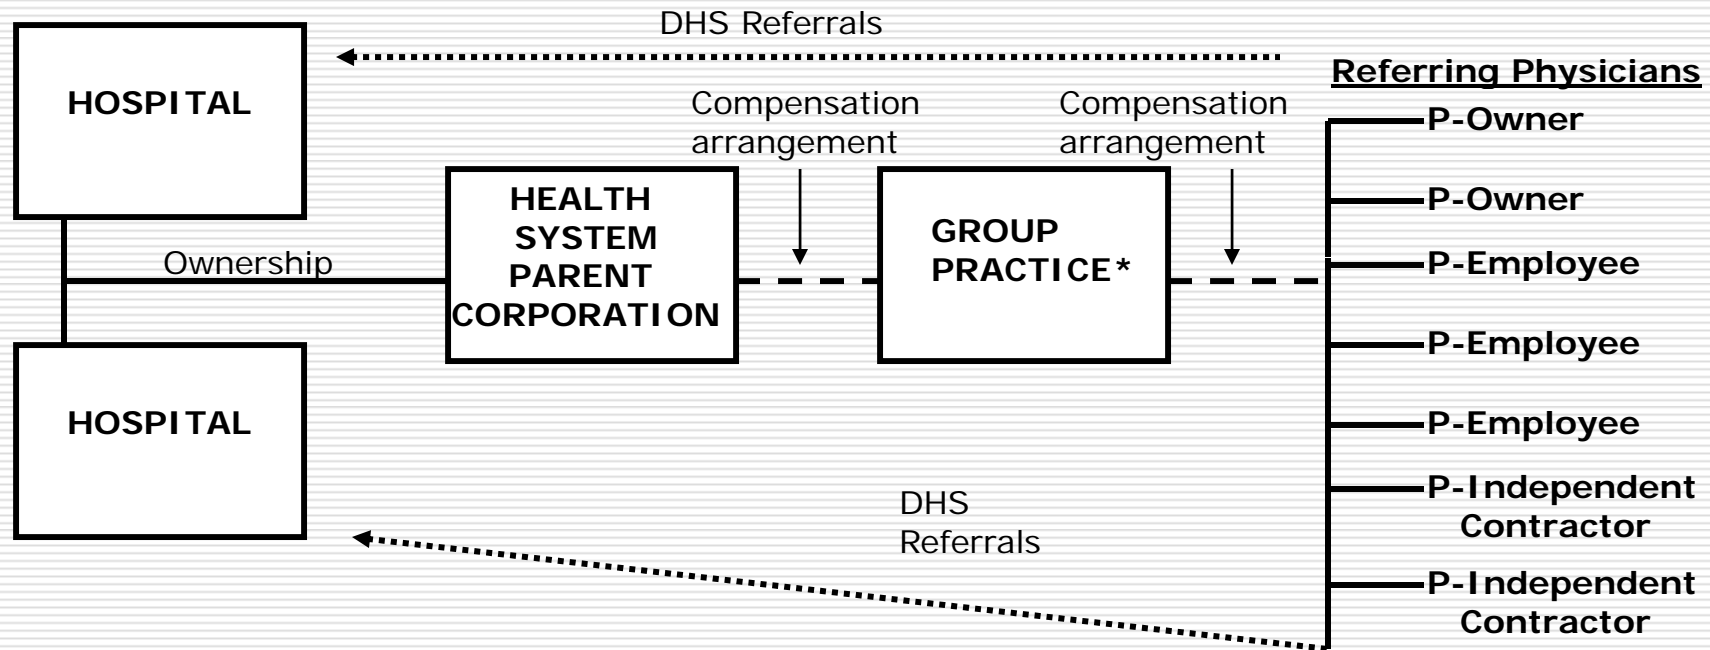 DHS Referrals
HOSPITAL
Compensation
arrangement
Compensation
arrangement
Referring Physicians
P-Owner
P-Owner
P-Employee
P-Employee
P-Employee
P-Independent
Contractor
P-Independent
Contractor
HEALTH
SYSTEM
PARENT
CORPORATION
GROUP
PRACTICE*
Ownership
HOSPITAL
DHS
Referrals